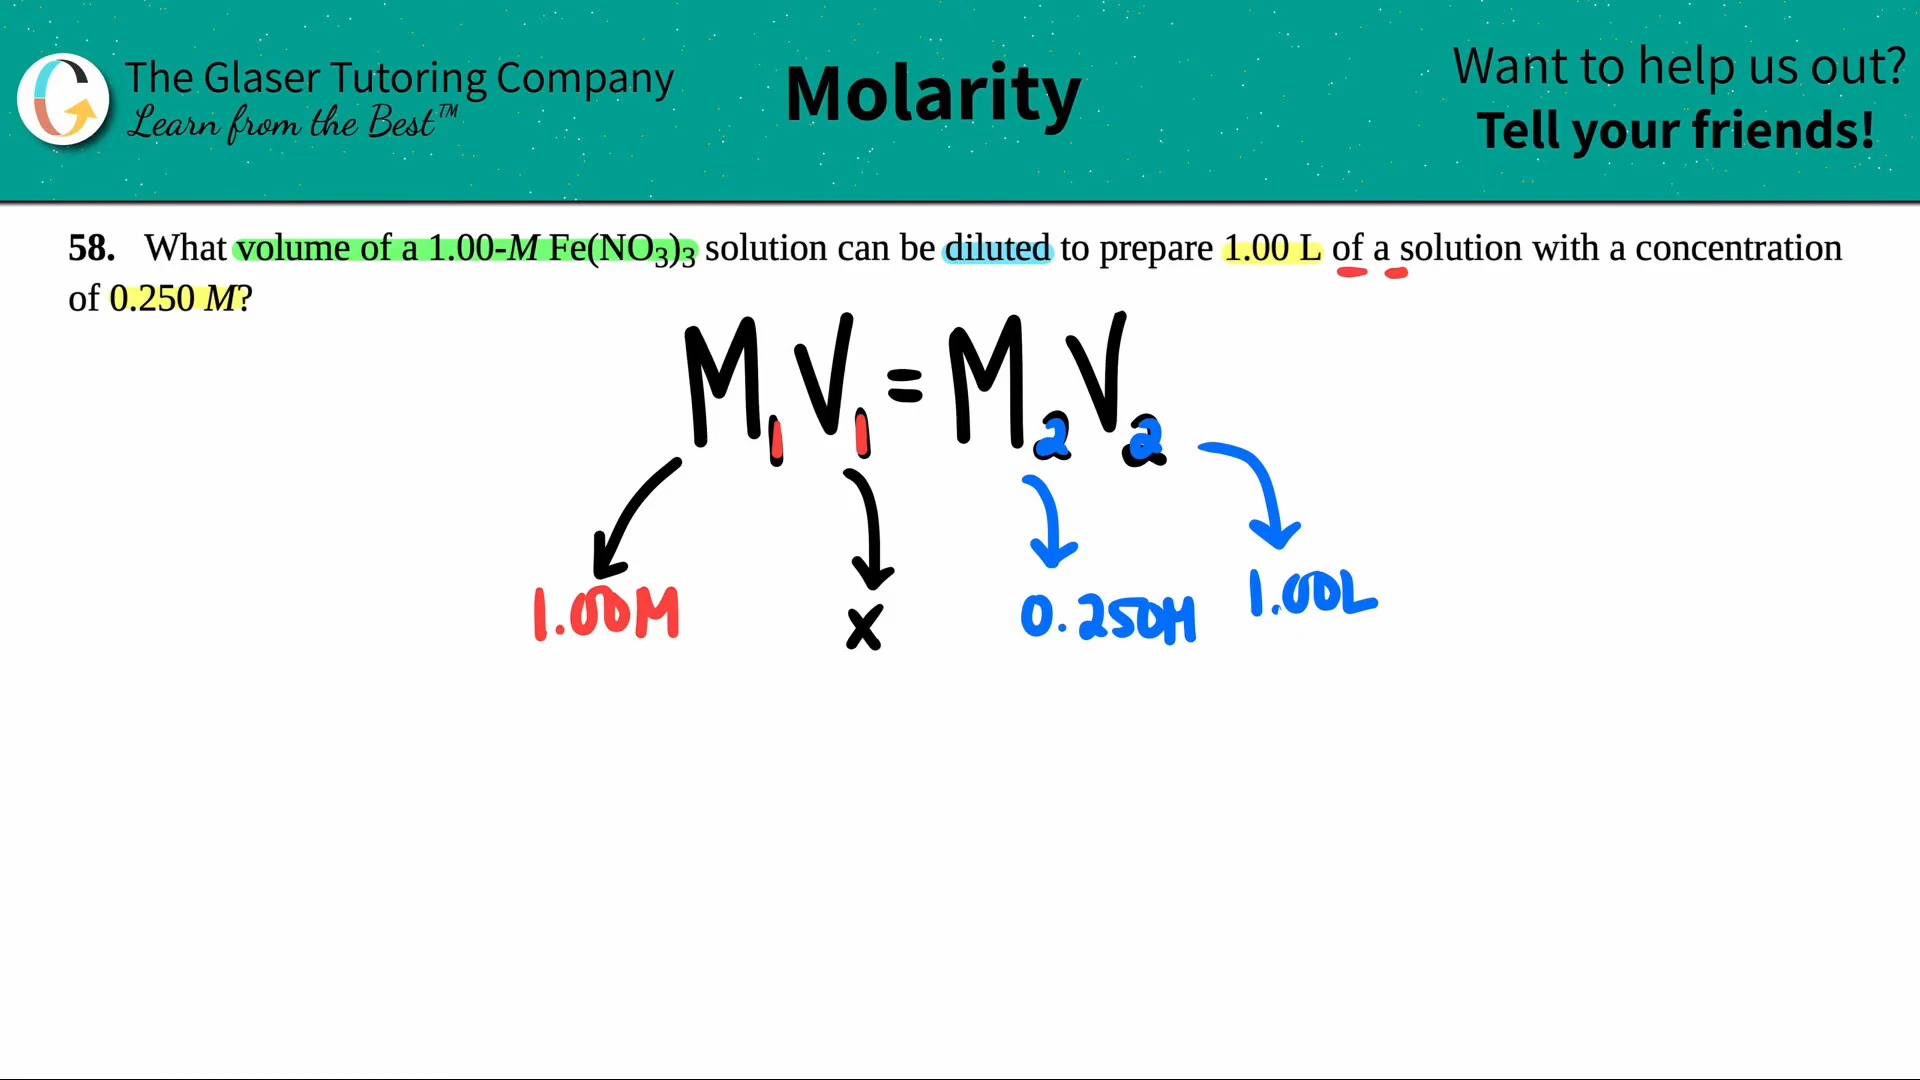 The Glaser Tutoring Company
Learn from the Best™
Molarity
Want to help us out?
Tell your friends!
58. What volume of a 1.00-M Fe(NO₃)₃ solution can be diluted to prepare 1.00 L of a solution with a concentration
of 0.250 M?
M₁V₁=M₂V₂
1.00M x 0.250M 1.00L